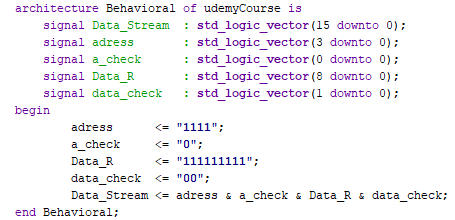 architecture Behavioral of udemyCourse is
signal Data_Stream : std_logic_vector(15 downto 0);
signal adress : std_logic_vector(3 downto 0);
signal a_check : std_logic_vector(0 downto 0);
signal Data_R : std_logic_vector(8 downto 0);
signal data_check : std_logic_vector(1 downto 0);
begin
adress <= "1111";
a_check <= "0";
Data_R <= "111111111";
data_check <= "00";
Data_Stream <= adress & a_check & Data_R & data_check;
end Behavioral;